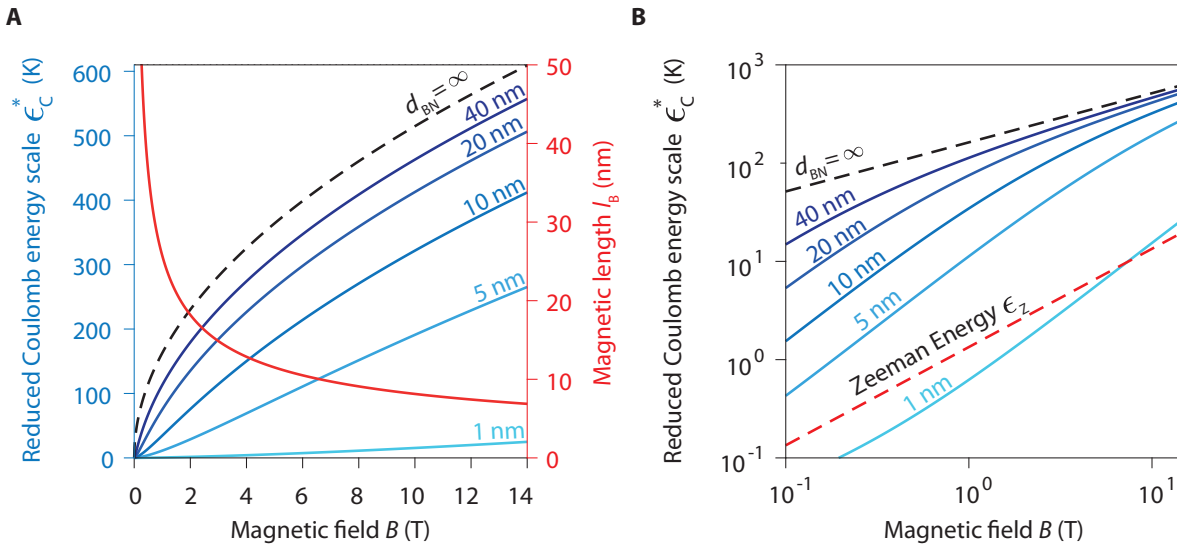 A
Reduced Coulomb energy scale ϵ*C (K)
600
500
400
300
200
100
0
0 2 4 6 8 10 12 14
Magnetic field B (T)
50
40
30
20
10
0
Magnetic length lB (nm)
dBN = ∞
40 nm
20 nm
10 nm
5 nm
1 nm
B
Reduced Coulomb energy scale ϵ*C (K)
10³
10²
10¹
10⁰
10⁻¹
10⁻¹ 10⁰ 10¹
Magnetic field B (T)
dBN = ∞
40 nm
20 nm
10 nm
5 nm
Zeeman Energy ϵZ
1 nm